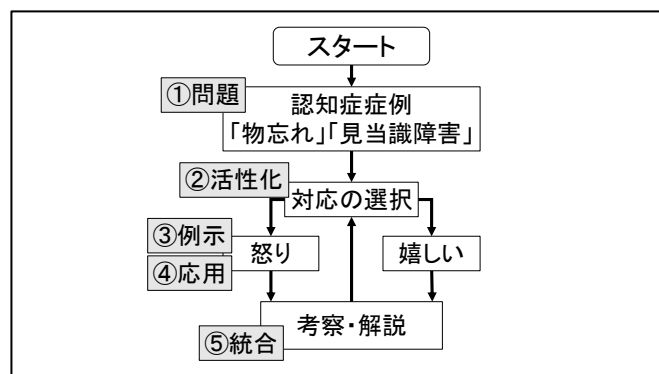 スタート
①問題
認知症症例
「物忘れ」「見当識障害」
②活性化
対応の選択
③例示
④応用
怒り
嬉しい
考察・解説
⑤統合